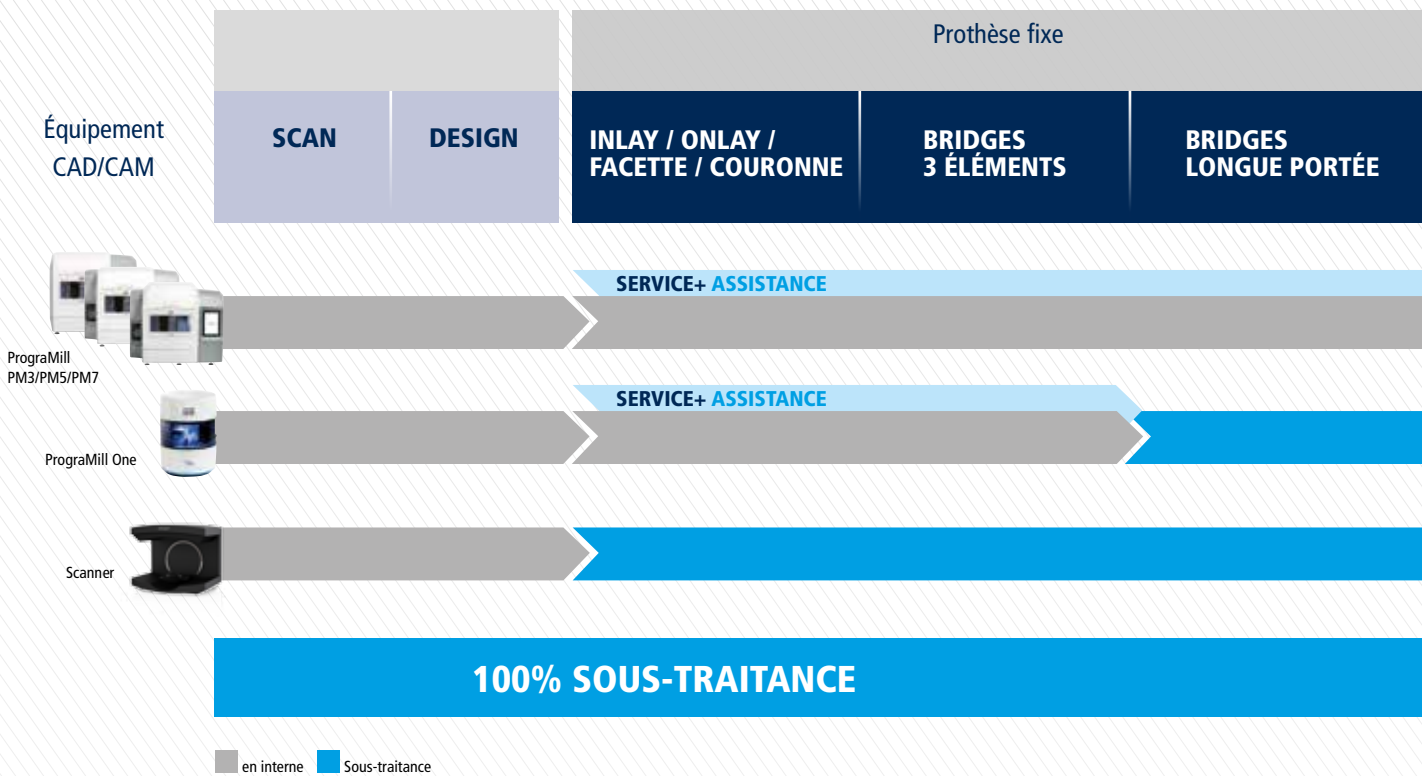 Prothèse fixe
Équipement
CAD/CAM
SCAN
DESIGN
INLAY / ONLAY /
FACETTE / COURONNE
BRIDGES
3 ÉLÉMENTS
BRIDGES
LONGUE PORTÉE
SERVICE+ ASSISTANCE
PrograMill
PM3/PM5/PM7
SERVICE+ ASSISTANCE
PrograMill One
Scanner
100% SOUS-TRAITANCE
en interne
Sous-traitance